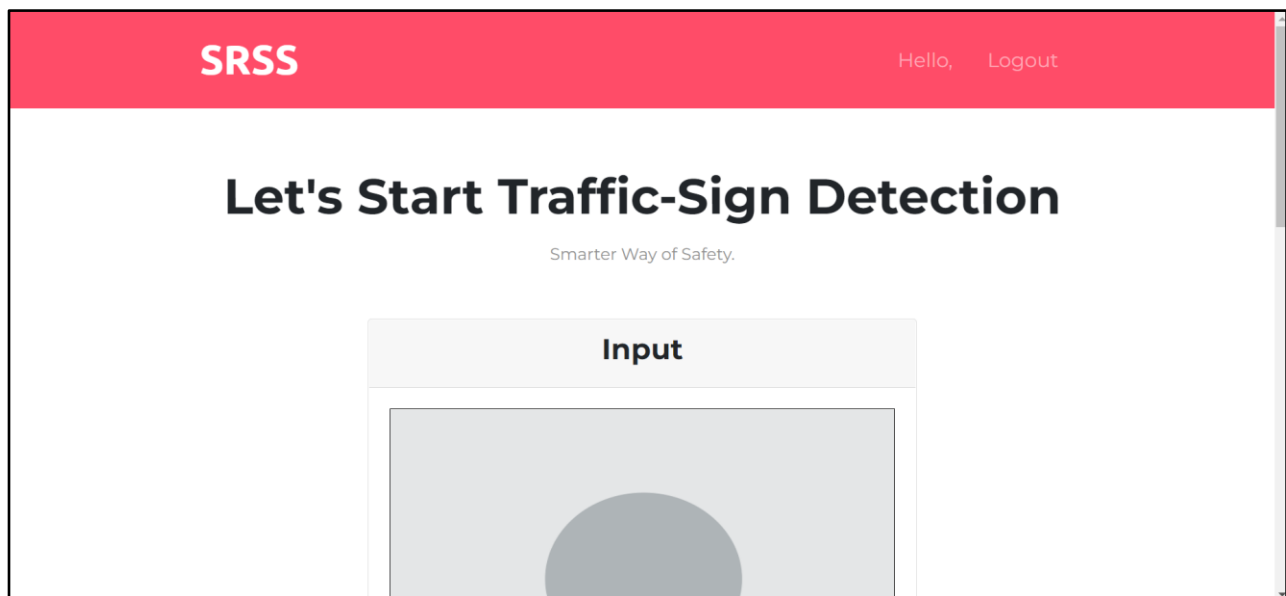 SRSS
Hello, Logout
Let's Start Traffic-Sign Detection
Smarter Way of Safety.
Input